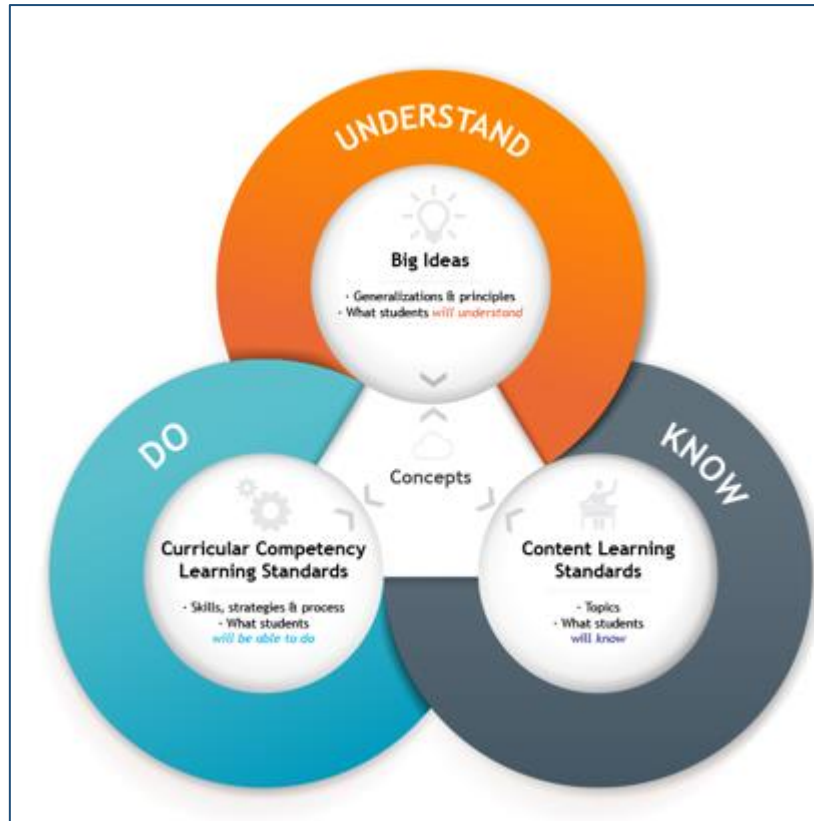 UNDERSTAND
Big Ideas
- Generalizations & principles
- What students will understand
DO
KNOW
Concepts
Curricular Competency
Learning Standards
- Skills, strategies & process
- What students
will be able to do
Content Learning
Standards
- Topics
- What students
will know